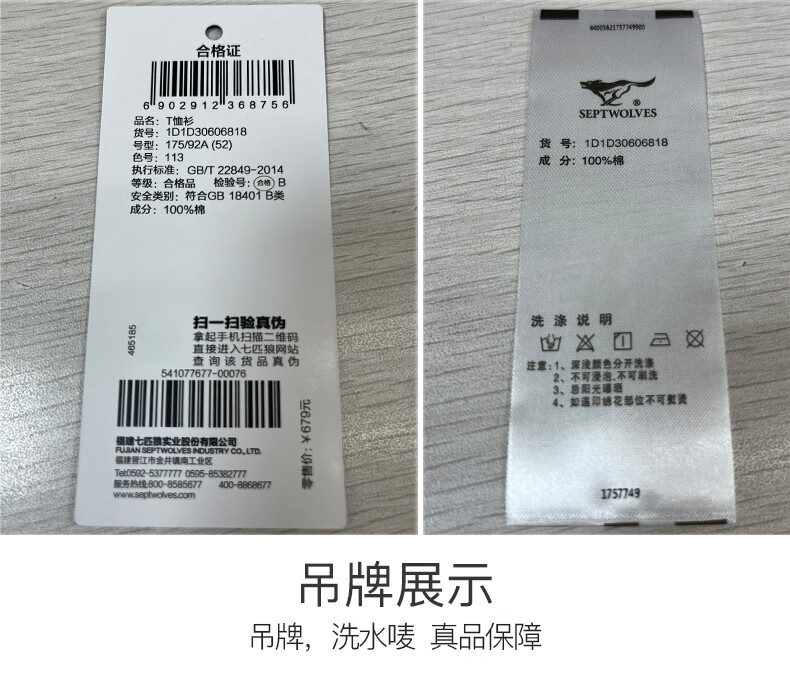 合格证
6 902912 368756
品名：T恤衫
货号：1D1D30606818
号型：175/92A (52)
色号：113
执行标准：GB/T 22849-2014
等级：合格品 检验号：合格 B
安全类别：符合GB 18401 B类
成分：100%棉
扫一扫验真伪
拿起手机扫描二维码
直接进入七匹狼网站
查询该货品真伪
465185
541077677-00076
零售价：￥679元
福建七匹狼实业股份有限公司
FUJIAN SEPTWOLVES INDUSTRY CO., LTD.
福建晋江市金井镇南工业区
Tel:0592-5377777 0595-85382777
服务热线:800-8585677 400-8868677
www.septwolves.com
44003621757749900
®
SEPTWOLVES
货 号：1D1D30606818
成 分：100%棉
洗涤说明
注意：1、深浅颜色分开洗涤
2、不可浸泡,不可刷洗
3、忌阳光曝晒
4、如遇印绣花部位不可熨烫
1757749
吊牌展示
吊牌，洗水唛 真品保障